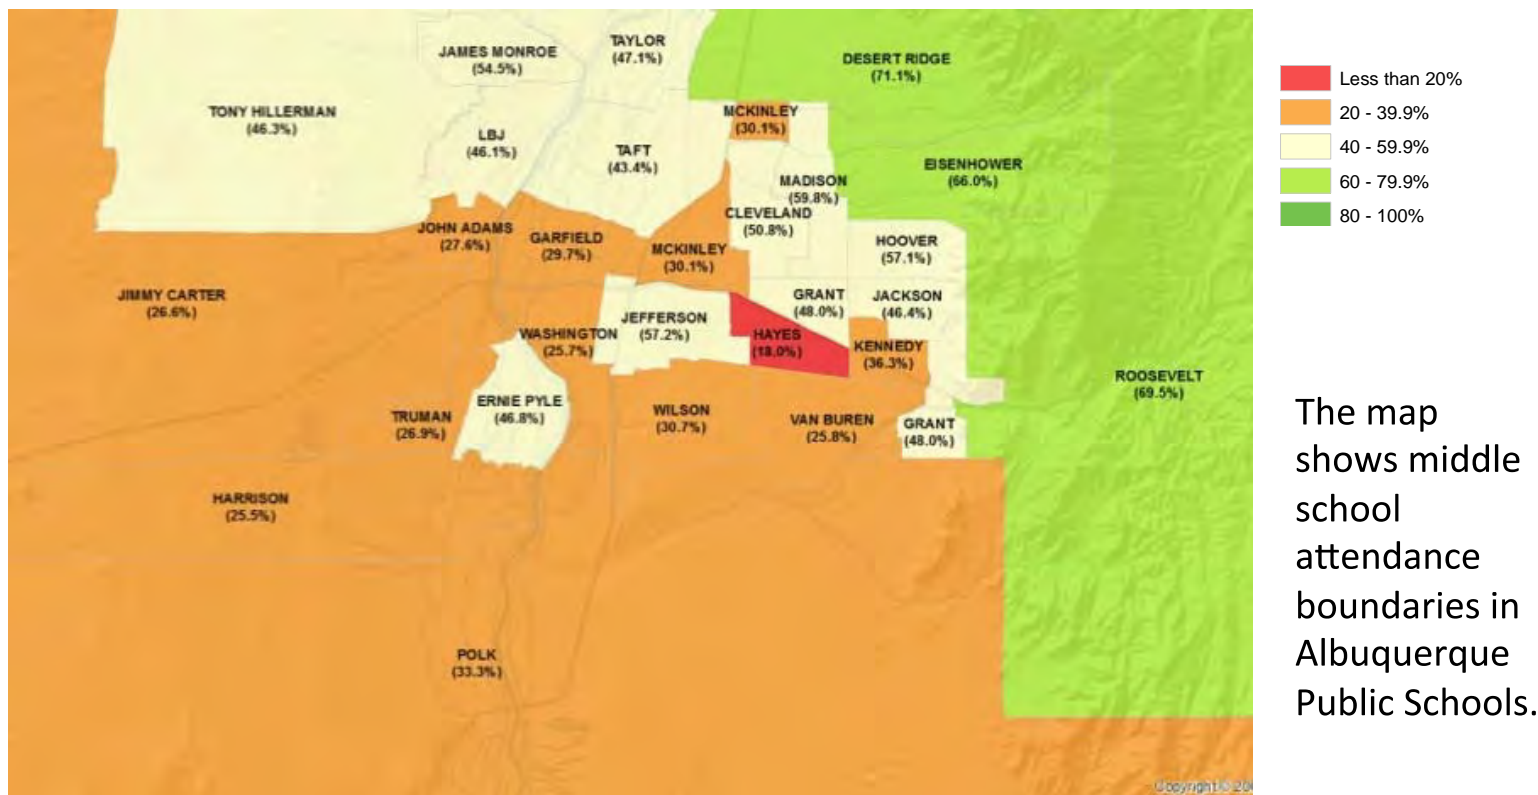 JAMES MONROE
(54.5%)
TAYLOR
(47.1%)
DESERT RIDGE
(71.1%)
TONY HILLERMAN
(46.3%)
LBJ
(46.1%)
TAFT
(43.4%)
MCKINLEY
(30.1%)
MADISON
(59.8%)
EISENHOWER
(66.0%)
CLEVELAND
(50.8%)
JOHN ADAMS
(27.6%)
GARFIELD
(29.7%)
MCKINLEY
(30.1%)
HOOVER
(57.1%)
JIMMY CARTER
(26.6%)
GRANT
(48.0%)
JACKSON
(46.4%)
JEFFERSON
(57.2%)
WASHINGTON
(25.7%)
HAYES
(18.0%)
KENNEDY
(36.3%)
ROOSEVELT
(69.5%)
ERNIE PYLE
(46.8%)
TRUMAN
(26.9%)
WILSON
(30.7%)
VAN BUREN
(25.8%)
GRANT
(48.0%)
HARRISON
(25.5%)
POLK
(33.3%)
Copyright © 20
Less than 20%
20 - 39.9%
40 - 59.9%
60 - 79.9%
80 - 100%
The map
shows middle
school
attendance
boundaries in
Albuquerque
Public Schools.